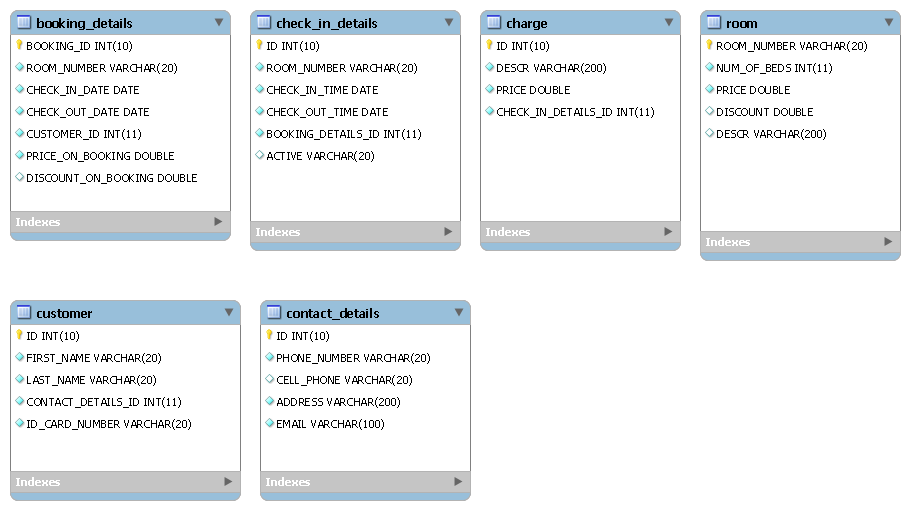 booking_details
BOOKING_ID INT(10)
ROOM_NUMBER VARCHAR(20)
CHECK_IN_DATE DATE
CHECK_OUT_DATE DATE
CUSTOMER_ID INT(11)
PRICE_ON_BOOKING DOUBLE
DISCOUNT_ON_BOOKING DOUBLE
Indexes
check_in_details
ID INT(10)
ROOM_NUMBER VARCHAR(20)
CHECK_IN_TIME DATE
CHECK_OUT_TIME DATE
BOOKING_DETAILS_ID INT(11)
ACTIVE VARCHAR(20)
Indexes
charge
ID INT(10)
DESCR VARCHAR(200)
PRICE DOUBLE
CHECK_IN_DETAILS_ID INT(11)
Indexes
room
ROOM_NUMBER VARCHAR(20)
NUM_OF_BEDS INT(11)
PRICE DOUBLE
DISCOUNT DOUBLE
DESCR VARCHAR(200)
Indexes
customer
ID INT(10)
FIRST_NAME VARCHAR(20)
LAST_NAME VARCHAR(20)
CONTACT_DETAILS_ID INT(11)
ID_CARD_NUMBER VARCHAR(20)
Indexes
contact_details
ID INT(10)
PHONE_NUMBER VARCHAR(20)
CELL_PHONE VARCHAR(20)
ADDRESS VARCHAR(200)
EMAIL VARCHAR(100)
Indexes